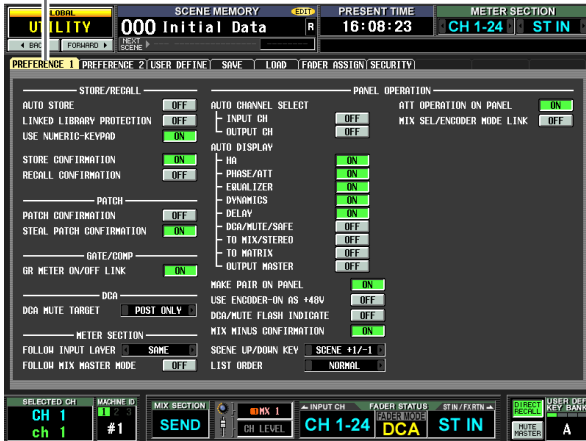 GLOBAL SCENE MEMORY EDIT PRESENT TIME METER SECTION
UTILITY 000 Initial Data R 16:08:23 CH 1-24 ST IN
BACK FORWARD NEXT SCENE
PREFERENCE 1 PREFERENCE 2 USER DEFINE SAVE LOAD FADER ASSIGN SECURITY
STORE/RECALL
AUTO STORE OFF
LINKED LIBRARY PROTECTION OFF
USE NUMERIC-KEYPAD ON
STORE CONFIRMATION ON
RECALL CONFIRMATION OFF
PATCH
PATCH CONFIRMATION OFF
STEAL PATCH CONFIRMATION ON
GATE/COMP
GR METER ON/OFF LINK ON
DCA
DCA MUTE TARGET POST ONLY
METER SECTION
FOLLOW INPUT LAYER SAME
FOLLOW MIX MASTER MODE OFF
PANEL OPERATION
AUTO CHANNEL SELECT
INPUT CH OFF
OUTPUT CH OFF
AUTO DISPLAY
HA ON
PHASE/ATT ON
EQUALIZER ON
DYNAMICS ON
DELAY ON
DCA/MUTE/SAFE OFF
TO MIX/STEREO OFF
TO MATRIX OFF
OUTPUT MASTER OFF
MAKE PAIR ON PANEL ON
USE ENCODER-ON AS +48V OFF
DCA/MUTE FLASH INDICATE OFF
MIX MINUS CONFIRMATION ON
SCENE UP/DOWN KEY SCENE +1/-1
LIST ORDER NORMAL
ATT OPERATION ON PANEL ON
MIX SEL/ENCODER MODE LINK OFF
SELECTED CH MACHINE ID MIX SECTION MX 1 INPUT CH FADER STATUS ST IN/FX RTN DIRECT RECALL USER DEF KEY BANK
CH 1 1 2 3 SEND CH LEVEL CH 1-24 FADER MODE DCA ST IN MUTE MASTER A
ch 1 #1